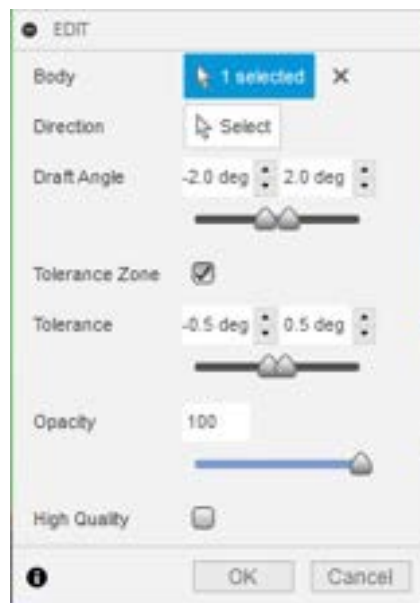 EDIT
Body 1 selected
Direction Select
Draft Angle -2.0 deg 2.0 deg
Tolerance Zone
Tolerance -0.5 deg 0.5 deg
Opacity 100
High Quality
OK Cancel